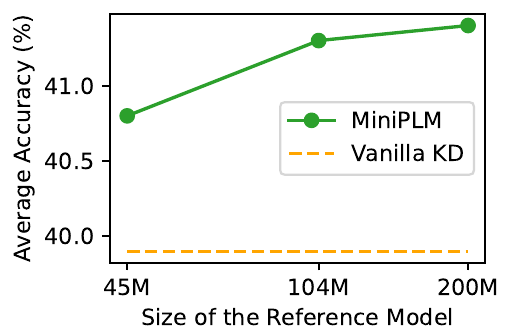 Average Accuracy (%)
41.0
40.5
40.0
MiniPLM
Vanilla KD
45M
104M
200M
Size of the Reference Model